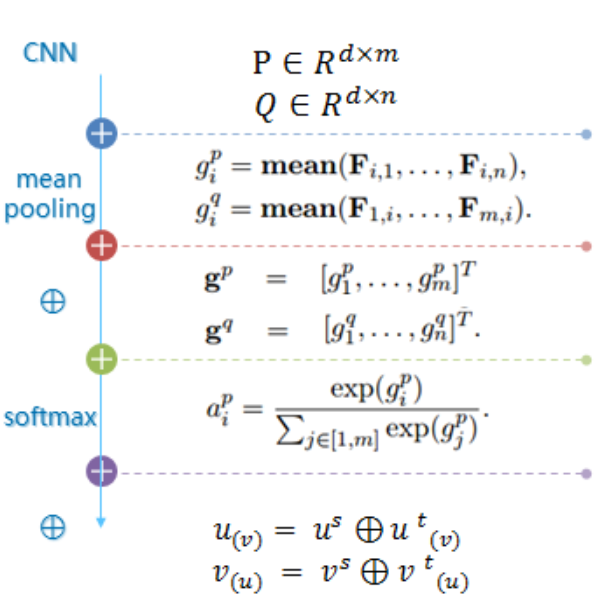 CNN
P ∈ R^{d×m}
Q ∈ R^{d×n}
mean
pooling
g_i^p = mean(F_{i,1}, . . . , F_{i,n}),
g_i^q = mean(F_{1,i}, . . . , F_{m,i}).
⊕
g^p = [g_1^p, . . . , g_m^p]^T
g^q = [g_1^q, . . . , g_n^q]^T.
softmax
a_i^p = exp(g_i^p) / ∑_{j∈[1,m]} exp(g_j^p).
⊕
u_{(v)} = u^s ⊕ u^t_{(v)}
v_{(u)} = v^s ⊕ v^t_{(u)}